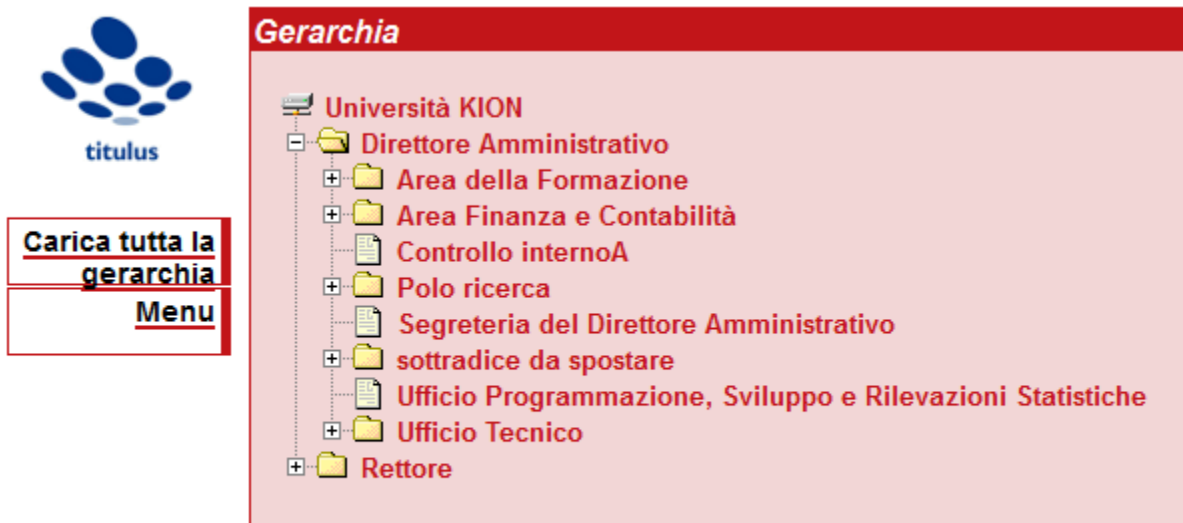 titulus
Carica tutta la
gerarchia
Menu
Gerarchia
Università KION
Direttore Amministrativo
Area della Formazione
Area Finanza e Contabilità
Controllo internoA
Polo ricerca
Segreteria del Direttore Amministrativo
sottradice da spostare
Ufficio Programmazione, Sviluppo e Rilevazioni Statistiche
Ufficio Tecnico
Rettore